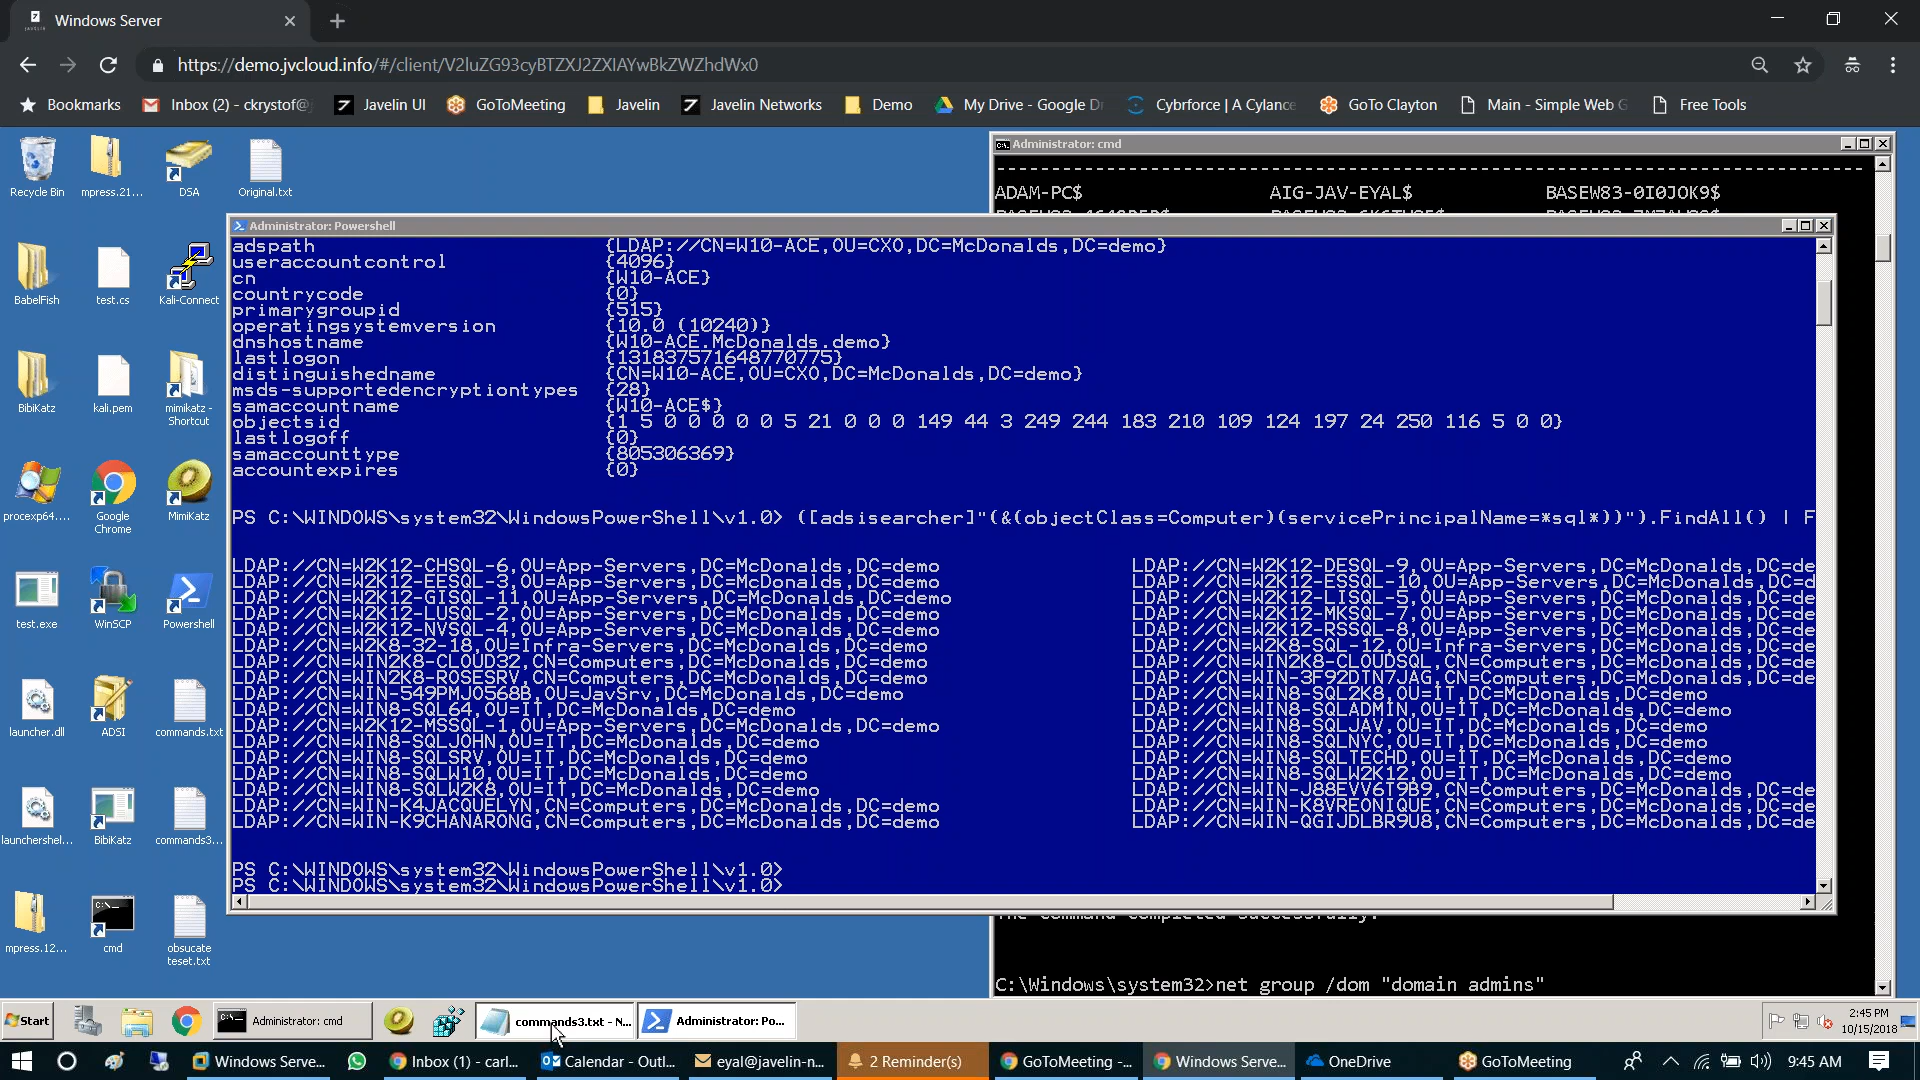 Windows Server
https://demo.jvcloud.info/#/client/V2luZG93cyBTZXJ2ZXIAYwBkZWZhdWx0
Bookmarks
Inbox (2) - ckrystof@
Javelin UI
GoToMeeting
Javelin
Javelin Networks
Demo
My Drive - Google Dr
Cybrforce | A Cylance
GoTo Clayton
Main - Simple Web G
Free Tools
Recycle Bin
mpress.21...
DSA
Original.txt
BabelFish
test.cs
Kali-Connect
BibiKatz
kali.pem
mimikatz - Shortcut
procexp64....
Google Chrome
MimiKatz
test.exe
WinSCP
Powershell
launcher.dll
ADSI
commands.txt
launchershel...
BibiKatz
commands3...
mpress.12...
cmd
obsucate teset.txt
Administrator: cmd
ADAM-PC$ AIG-JAV-EYAL$ BASEW83-0I0JOK9$
Administrator: Powershell
adspath {LDAP://CN=W10-ACE,OU=CXO,DC=McDonalds,DC=demo}
useraccountcontrol {4096}
cn {W10-ACE}
countrycode {0}
primarygroupid {515}
operatingsystemversion {10.0 (10240)}
dnshostname {W10-ACE.McDonalds.demo}
lastlogon {131837571648770775}
distinguishedname {CN=W10-ACE,OU=CXO,DC=McDonalds,DC=demo}
msds-supportedencryptiontypes {28}
samaccountname {W10-ACE$}
objectsid {1 5 0 0 0 0 0 5 21 0 0 0 149 44 3 249 244 183 210 109 124 197 24 250 116 5 0 0}
lastlogoff {0}
samaccounttype {805306369}
accountexpires {0}
PS C:\WINDOWS\system32\WindowsPowerShell\v1.0> ([adsisearcher]"(&(objectClass=Computer)(servicePrincipalName=*sql*))").FindAll() | F
LDAP://CN=W2K12-CHSQL-6,OU=App-Servers,DC=McDonalds,DC=demo LDAP://CN=W2K12-DESQL-9,OU=App-Servers,DC=McDonalds,DC=de
LDAP://CN=W2K12-EESQL-3,OU=App-Servers,DC=McDonalds,DC=demo LDAP://CN=W2K12-ESSQL-10,OU=App-Servers,DC=McDonalds,DC=d
LDAP://CN=W2K12-GISQL-11,OU=App-Servers,DC=McDonalds,DC=demo LDAP://CN=W2K12-LISQL-5,OU=App-Servers,DC=McDonalds,DC=de
LDAP://CN=W2K12-LUSQL-2,OU=App-Servers,DC=McDonalds,DC=demo LDAP://CN=W2K12-MKSQL-7,OU=App-Servers,DC=McDonalds,DC=de
LDAP://CN=W2K12-NVSQL-4,OU=App-Servers,DC=McDonalds,DC=demo LDAP://CN=W2K12-RSSQL-8,OU=App-Servers,DC=McDonalds,DC=de
LDAP://CN=W2K8-32-18,OU=Infra-Servers,DC=McDonalds,DC=demo LDAP://CN=W2K8-SQL-12,OU=Infra-Servers,DC=McDonalds,DC=de
LDAP://CN=WIN2K8-CLOUD32,CN=Computers,DC=McDonalds,DC=demo LDAP://CN=WIN2K8-CLOUDSQL,CN=Computers,DC=McDonalds,DC=de
LDAP://CN=WIN2K8-ROSESRV,CN=Computers,DC=McDonalds,DC=demo LDAP://CN=WIN-3F92DTN7JAG,CN=Computers,DC=McDonalds,DC=de
LDAP://CN=WIN-549PMJO568B,OU=JavSrv,DC=McDonalds,DC=demo LDAP://CN=WIN8-SQL2K8,OU=IT,DC=McDonalds,DC=demo
LDAP://CN=WIN8-SQL64,OU=IT,DC=McDonalds,DC=demo LDAP://CN=WIN8-SQLADMIN,OU=IT,DC=McDonalds,DC=demo
LDAP://CN=W2K12-MSSQL-1,OU=App-Servers,DC=McDonalds,DC=demo LDAP://CN=WIN8-SQLJAV,OU=IT,DC=McDonalds,DC=demo
LDAP://CN=WIN8-SQLJOHN,OU=IT,DC=McDonalds,DC=demo LDAP://CN=WIN8-SQLNYC,OU=IT,DC=McDonalds,DC=demo
LDAP://CN=WIN8-SQLSRV,OU=IT,DC=McDonalds,DC=demo LDAP://CN=WIN8-SQLTECHD,OU=IT,DC=McDonalds,DC=demo
LDAP://CN=WIN8-SQLW10,OU=IT,DC=McDonalds,DC=demo LDAP://CN=WIN8-SQLW2K12,OU=IT,DC=McDonalds,DC=demo
LDAP://CN=WIN8-SQLW2K8,OU=IT,DC=McDonalds,DC=demo LDAP://CN=WIN-J88EVV6T9B9,CN=Computers,DC=McDonalds,DC=de
LDAP://CN=WIN-K4JACQUELYN,CN=Computers,DC=McDonalds,DC=demo LDAP://CN=WIN-K8VREONIQUE,CN=Computers,DC=McDonalds,DC=de
LDAP://CN=WIN-K9CHANARONG,CN=Computers,DC=McDonalds,DC=demo LDAP://CN=WIN-QGIJDLBR9U8,CN=Computers,DC=McDonalds,DC=de
PS C:\WINDOWS\system32\WindowsPowerShell\v1.0>
PS C:\WINDOWS\system32\WindowsPowerShell\v1.0>
The command completed successfully.
C:\Windows\system32>net group /dom "domain admins"
Start
Administrator: cmd
commands3.txt - N...
Administrator: Po...
2:45 PM
10/15/2018
Windows Serve...
Inbox (1) - carl...
Calendar - Outl...
eyal@javelin-n...
2 Reminder(s)
GoToMeeting -...
Windows Serve...
OneDrive
GoToMeeting
9:45 AM